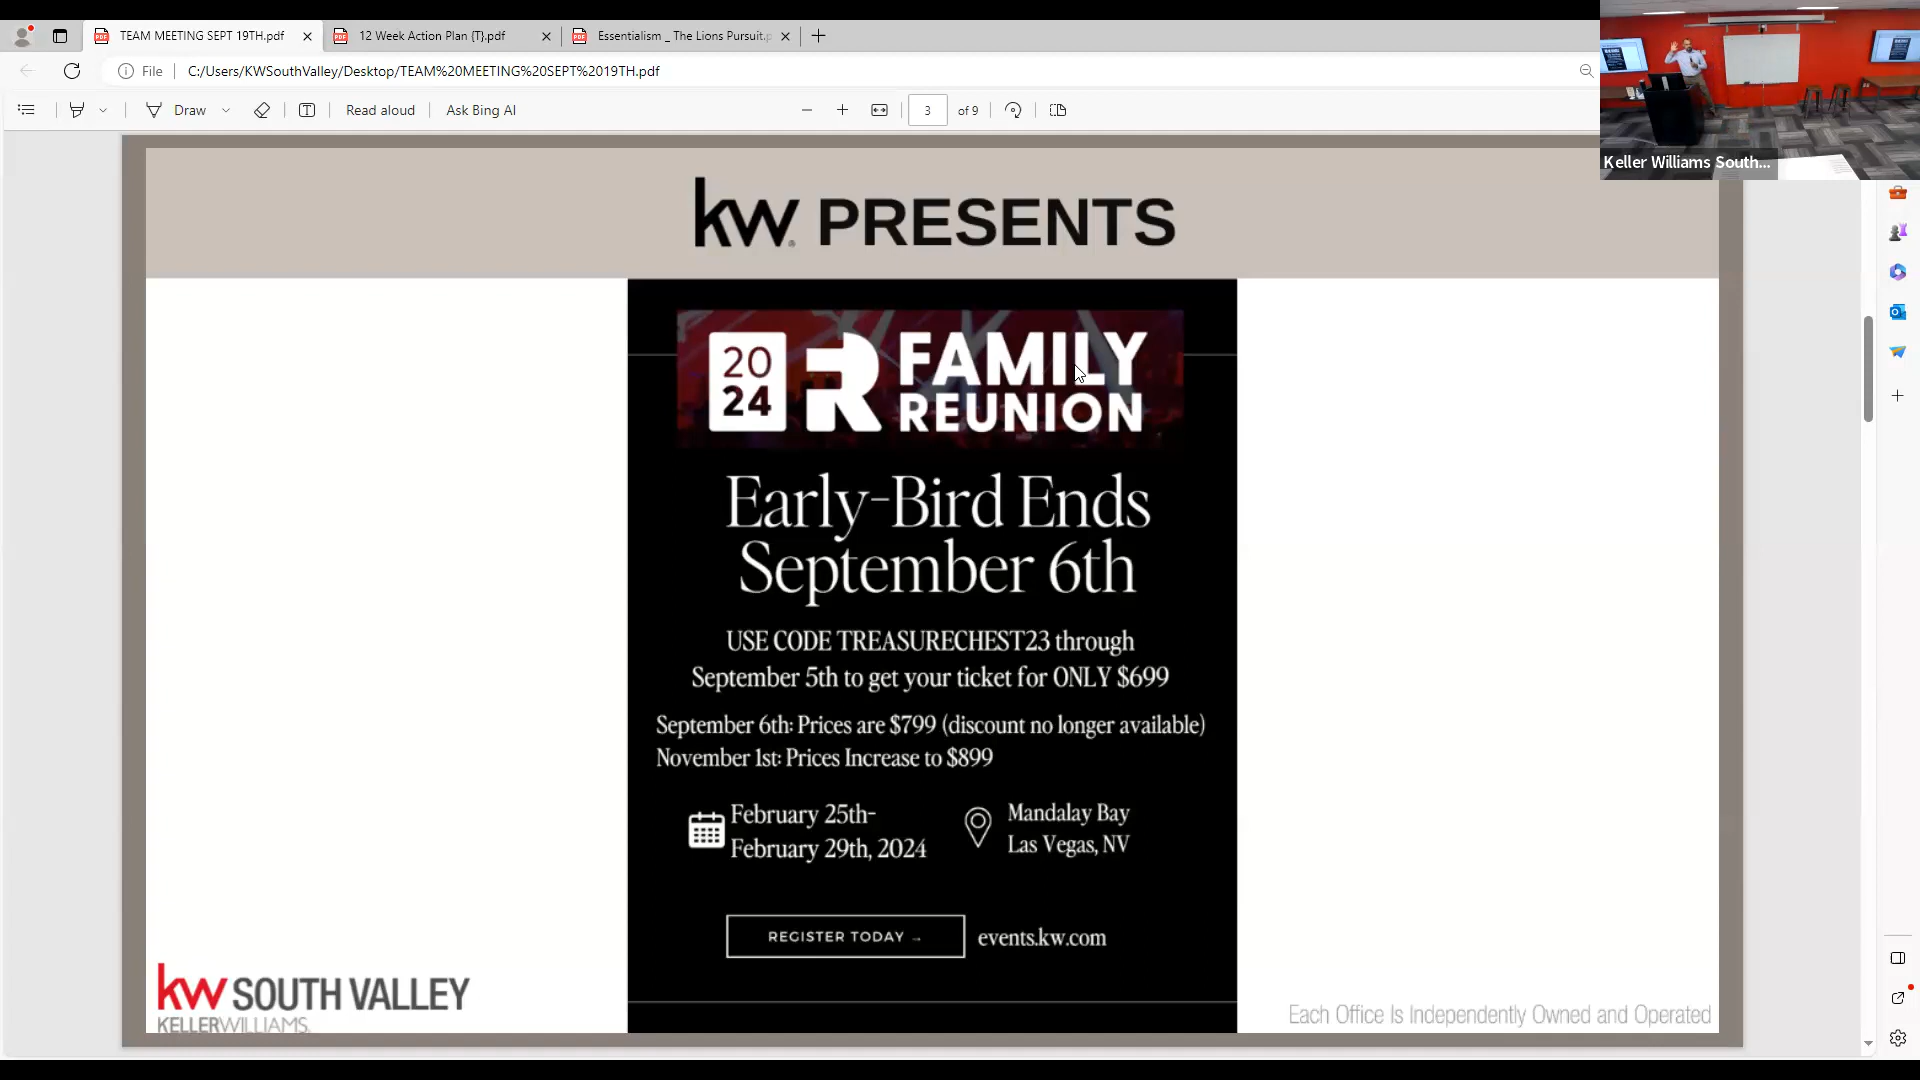 TEAM MEETING SEPT 19TH.pdf
12 Week Action Plan {T}.pdf
Essentialism _ The Lions Pursuit.p
File
C:/Users/KWSouthValley/Desktop/TEAM%20MEETING%20SEPT%2019TH.pdf
Draw
Read aloud
Ask Bing AI
3
of 9
Keller Williams South...
kw PRESENTS
20
24
R
FAMILY
REUNION
Early-Bird Ends
September 6th
USE CODE TREASURECHEST23 through
September 5th to get your ticket for ONLY $699
September 6th: Prices are $799 (discount no longer available)
November 1st: Prices Increase to $899
February 25th-
February 29th, 2024
Mandalay Bay
Las Vegas, NV
REGISTER TODAY →
events.kw.com
kw SOUTH VALLEY
KELLERWILLIAMS.
Each Office Is Independently Owned and Operated